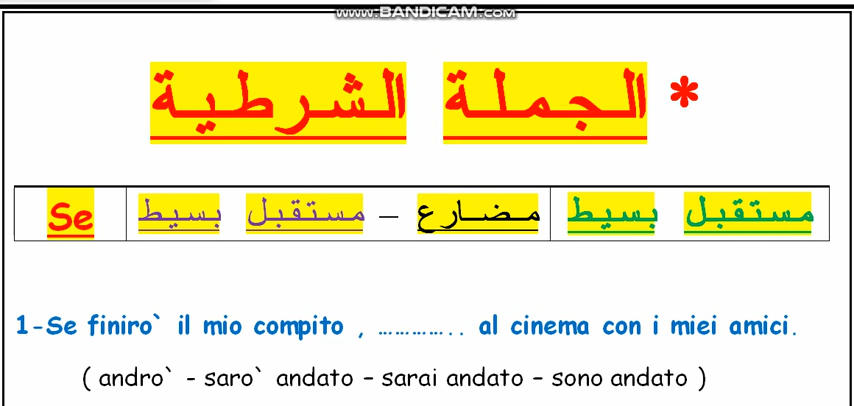 www.BANDICAM.com
* الجملة الشرطية
Se مستقبل بسيط – مضارع مستقبل بسيط
1-Se finiro` il mio compito , ………….. al cinema con i miei amici.
( andro` - saro` andato – sarai andato – sono andato )